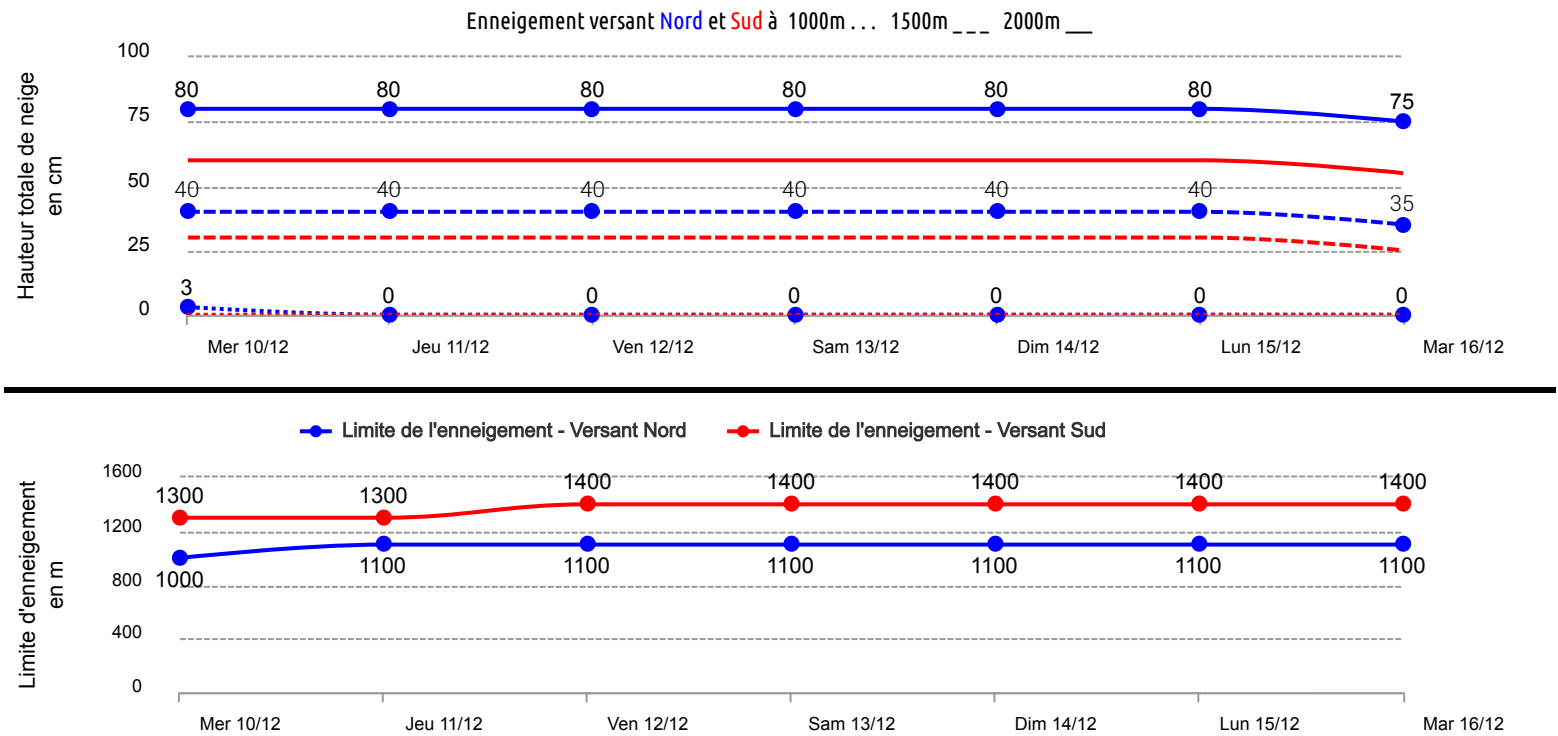 Enneigement versant Nord et Sud à 1000m . . . 1500m _ _ _ 2000m __
Hauteur totale de neige
en cm
100
80 80 80 80 80 80 75
75
50
40 40 40 40 40 40 35
25
3 0 0 0 0 0 0
0
Mer 10/12 Jeu 11/12 Ven 12/12 Sam 13/12 Dim 14/12 Lun 15/12 Mar 16/12
Limite de l'enneigement - Versant Nord Limite de l'enneigement - Versant Sud
Limite d'enneigement
en m
1600
1300 1300 1400 1400 1400 1400 1400
1200
1000 1100 1100 1100 1100 1100 1100
800
400
0
Mer 10/12 Jeu 11/12 Ven 12/12 Sam 13/12 Dim 14/12 Lun 15/12 Mar 16/12